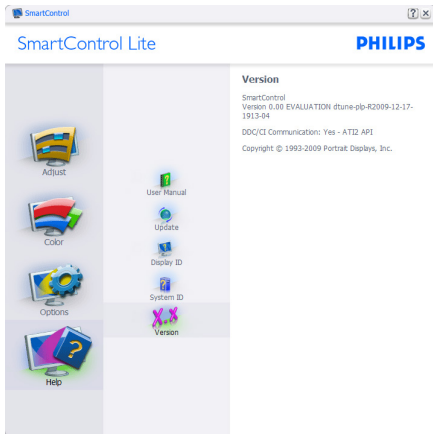 SmartControl
SmartControl Lite
PHILIPS
Adjust
Color
Options
Help
User Manual
Update
Display ID
System ID
X.X
Version
Version
SmartControl
Version 0.00 EVALUATION dtune-plp-R2009-12-17-
1913-04
DDC/CI Communication: Yes - ATI2 API
Copyright © 1993-2009 Portrait Displays, Inc.